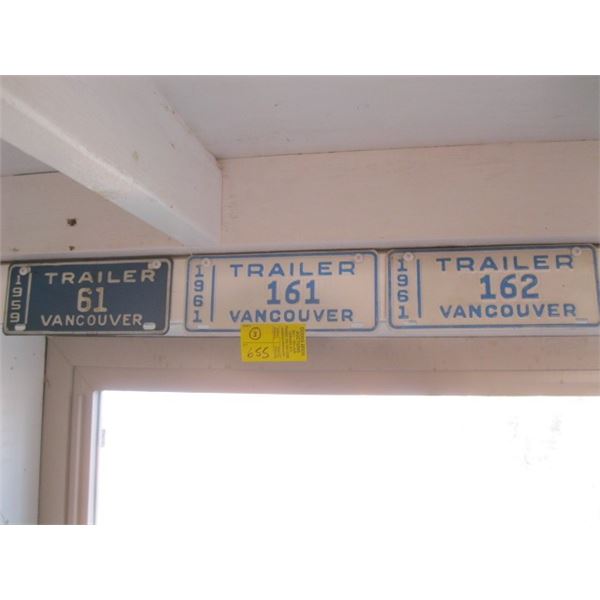 1959
TRAILER
61
VANCOUVER
1961
TRAILER
161
VANCOUVER
1961
TRAILER
162
VANCOUVER
655